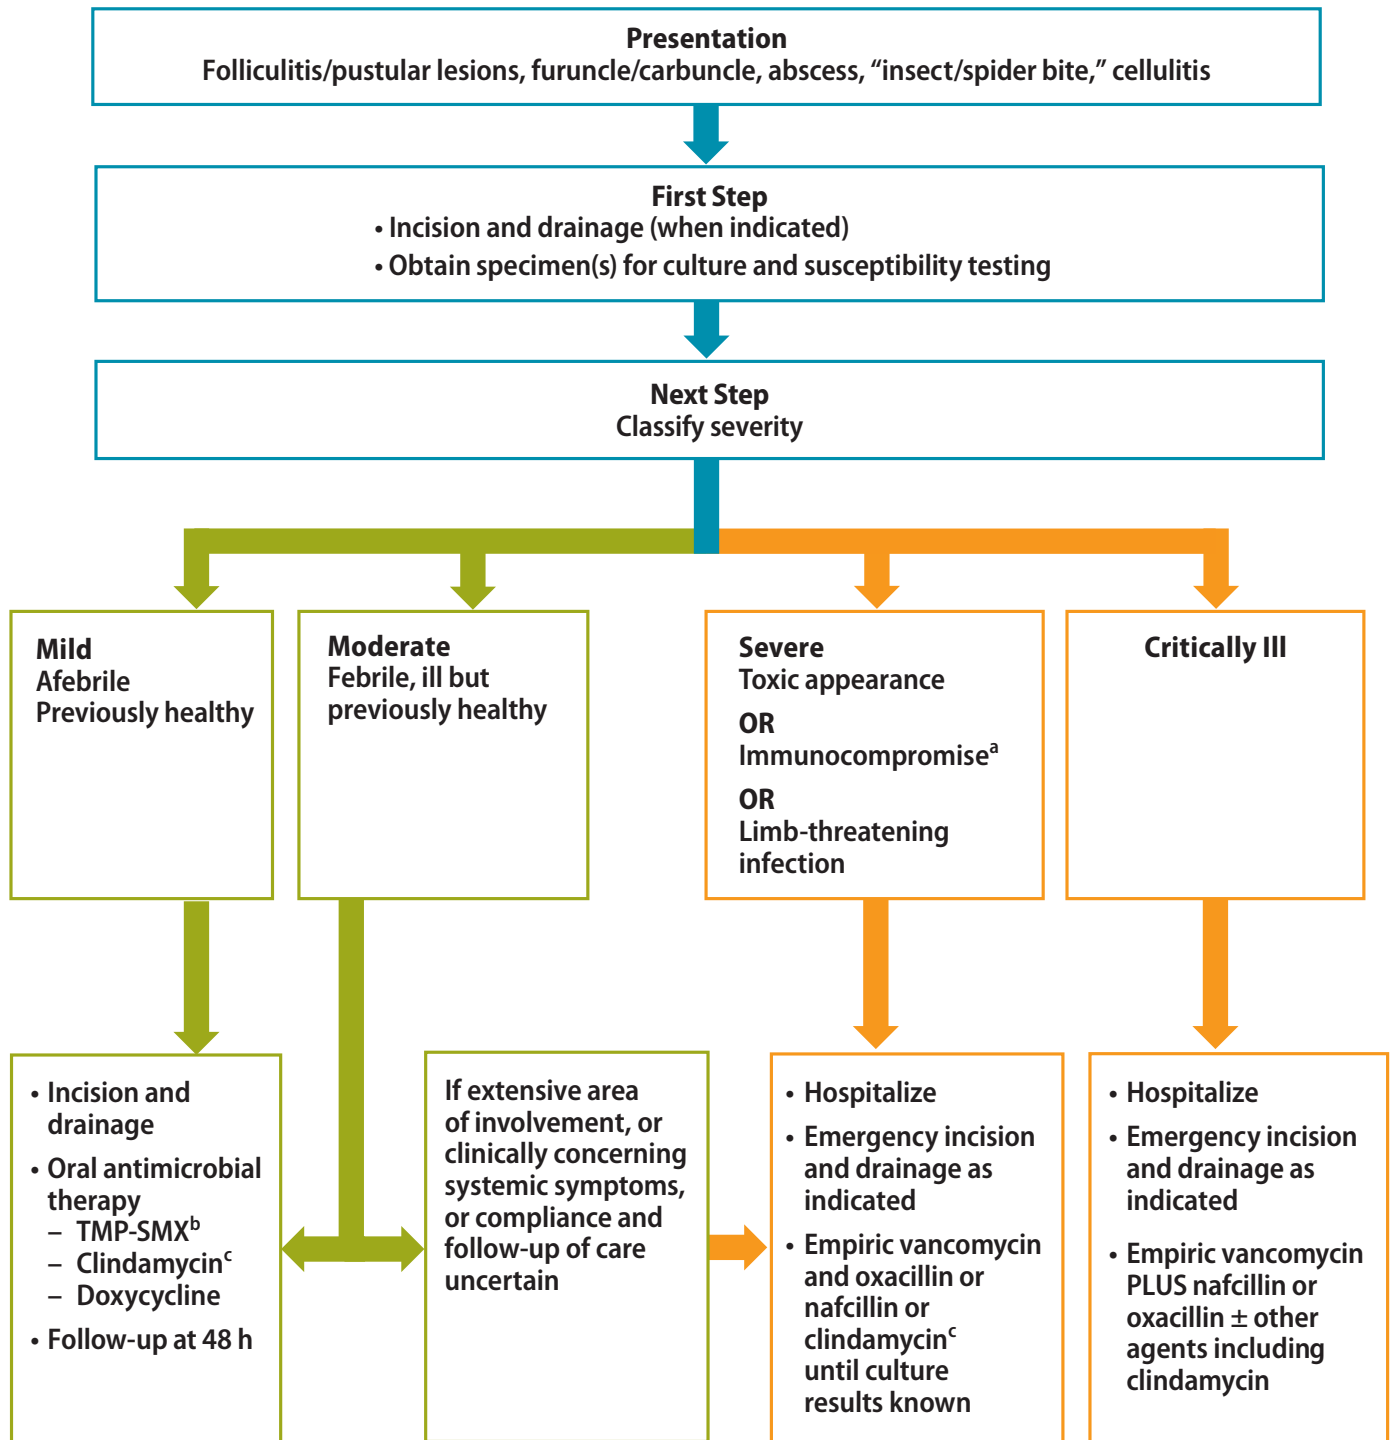 Presentation
Folliculitis/pustular lesions, furuncle/carbuncle, abscess, “insect/spider bite,” cellulitis
First Step
• Incision and drainage (when indicated)
• Obtain specimen(s) for culture and susceptibility testing
Next Step
Classify severity
Mild
Afebrile
Previously healthy
Moderate
Febrile, ill but
previously healthy
Severe
Toxic appearance
OR
Immunocompromiseᵃ
OR
Limb-threatening
infection
Critically Ill
• Incision and
drainage
• Oral antimicrobial
therapy
– TMP-SMXᵇ
– Clindamycinᶜ
– Doxycycline
• Follow-up at 48 h
If extensive area
of involvement, or
clinically concerning
systemic symptoms,
or compliance and
follow-up of care
uncertain
• Hospitalize
• Emergency incision
and drainage as
indicated
• Empiric vancomycin
and oxacillin or
nafcillin or
clindamycinᶜ
until culture
results known
• Hospitalize
• Emergency incision
and drainage as
indicated
• Empiric vancomycin
PLUS nafcillin or
oxacillin ± other
agents including
clindamycin